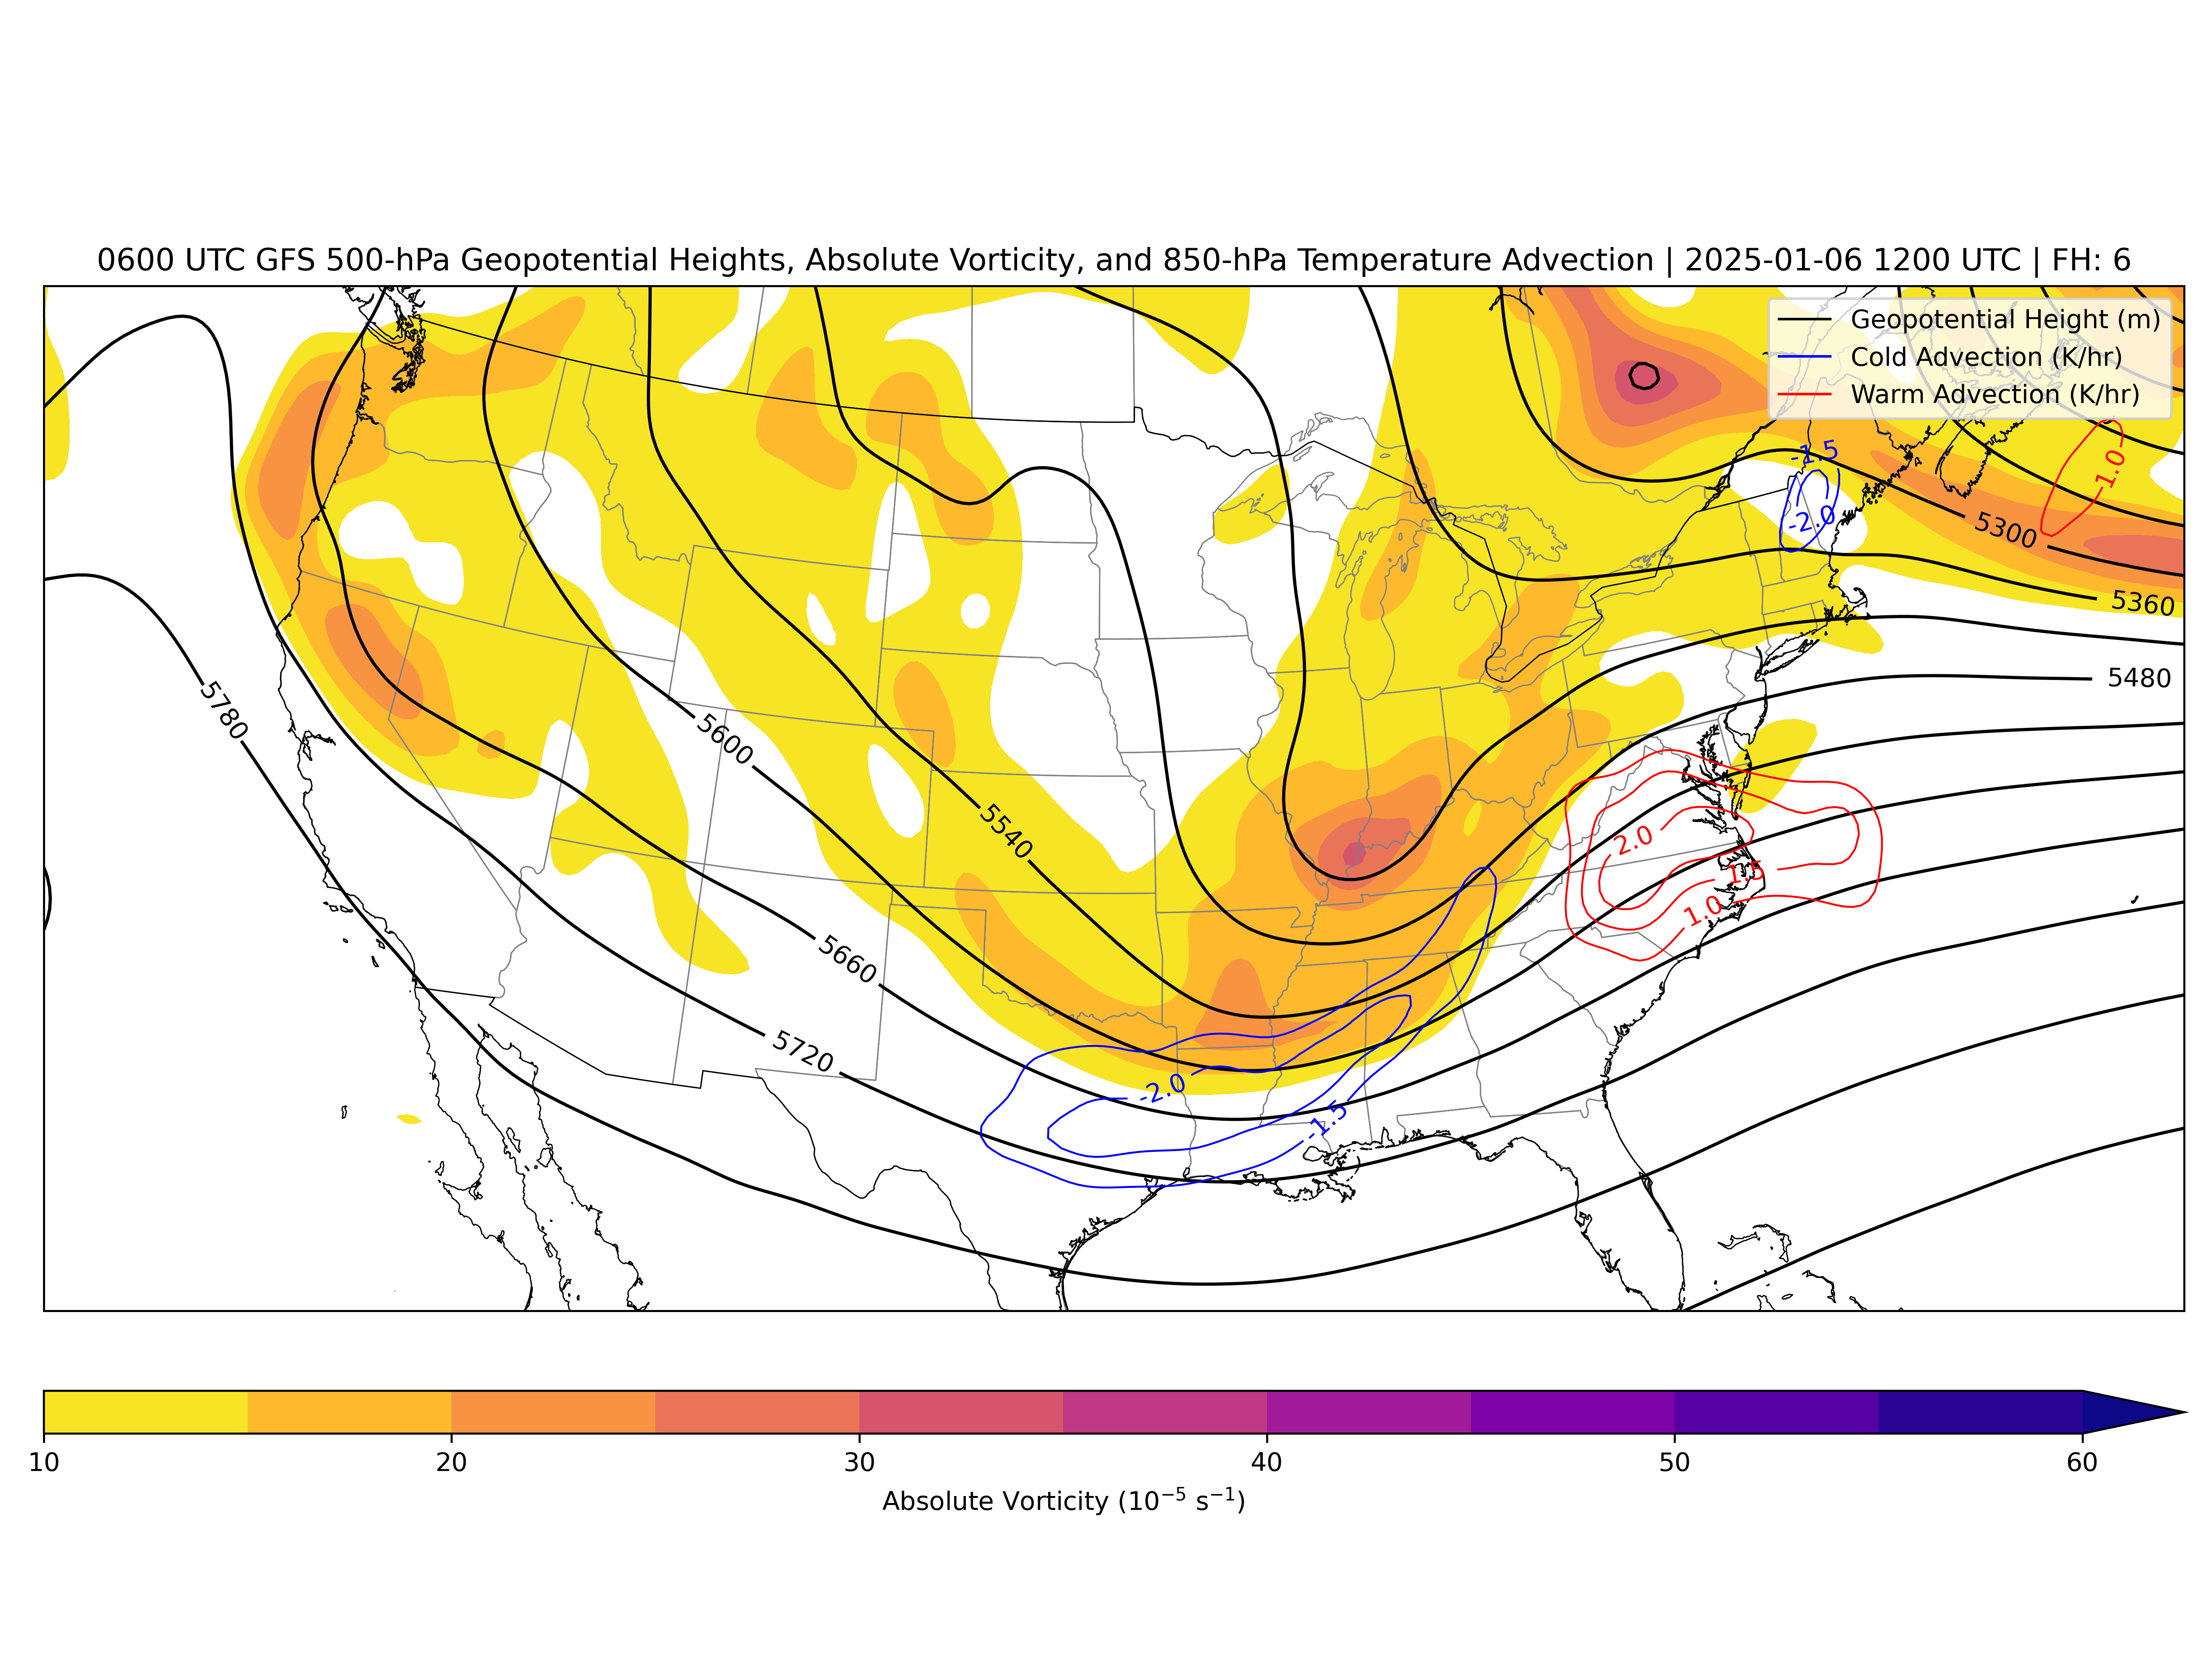 0600 UTC GFS 500-hPa Geopotential Heights, Absolute Vorticity, and 850-hPa Temperature Advection | 2025-01-06 1200 UTC | FH: 6
Geopotential Height (m)
Cold Advection (K/hr)
Warm Advection (K/hr)
-1.5
1.0
-2.0
5300
5360
5480
5780
5600
5540
2.0
1.5
1.0
5660
5720
-2.0
-1.5
10 20 30 40 50 60
Absolute Vorticity (10⁻⁵ s⁻¹)